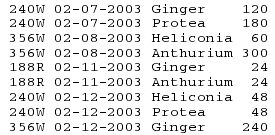 240W 02-07-2003 Ginger 120
240W 02-07-2003 Protea 180
356W 02-08-2003 Heliconia 60
356W 02-08-2003 Anthurium 300
188R 02-11-2003 Ginger 24
188R 02-11-2003 Anthurium 24
240W 02-12-2003 Heliconia 48
240W 02-12-2003 Protea 48
356W 02-12-2003 Ginger 240